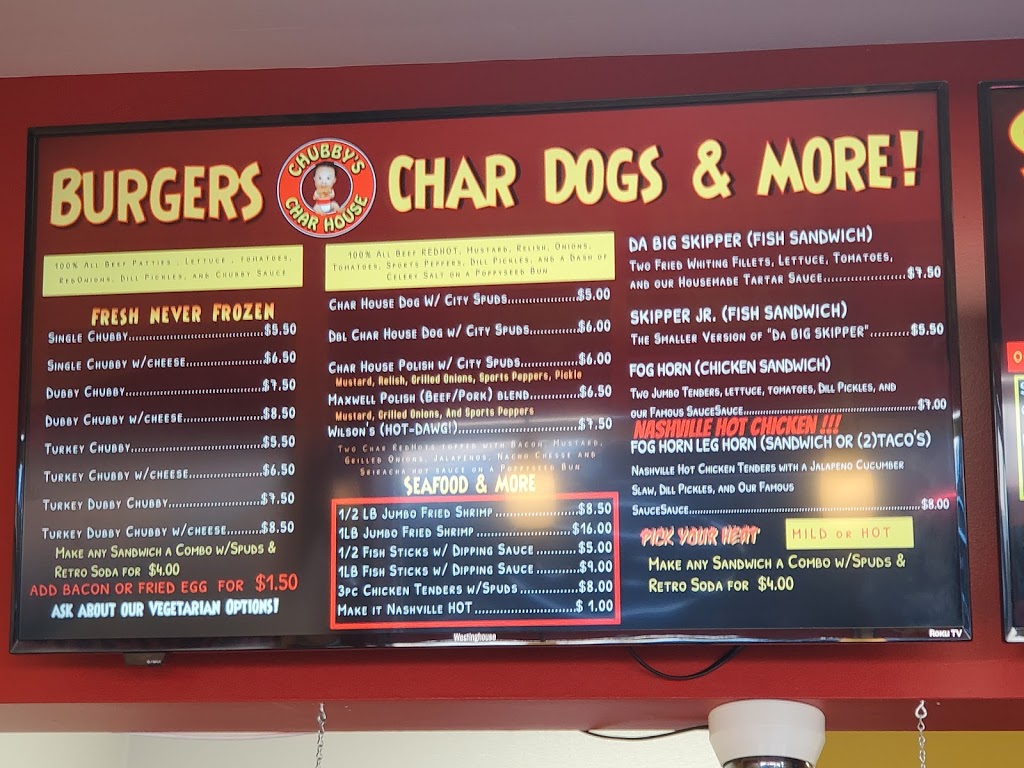 BURGERS
CHUBBY'S
CHAR HOUSE
CHAR DOGS & MORE!
100% All Beef Patties , Lettuce , tomatoes,
RedOnions, Dill Pickles, and Chubby Sauce
FRESH NEVER FROZEN
Single Chubby..........................$5.50
Single Chubby w/cheese...............$6.50
Dubby Chubby..........................$7.50
Dubby Chubby w/cheese...............$8.50
Turkey Chubby..........................$5.50
Turkey Chubby w/cheese...............$6.50
Turkey Dubby Chubby..................$7.50
Turkey Dubby Chubby w/cheese......$8.50
Make any Sandwich a Combo w/Spuds &
Retro Soda for $4.00
ADD BACON OR FRIED EGG FOR $1.50
ASK ABOUT OUR VEGETARIAN OPTIONS!
100% All Beef REDHOT, Mustard, Relish, Onions,
Tomatoes, Sports Peppers, Dill Pickles, and a Dash of
Celery Salt on a Poppyseed Bun
Char House Dog W/ City Spuds...............$5.00
Dbl Char House Dog w/ City Spuds..........$6.00
Char House Polish w/ City Spuds............$6.00
Mustard, Relish, Grilled Onions, Sports Peppers, Pickle
Maxwell Polish (Beef/Pork) blend..........$6.50
Mustard, Grilled Onions, And Sports Peppers
Wilson's (HOT-DAWG!)..........................$7.50
Two Char RedHots topped with Bacon, Mustard,
Grilled Onions, Jalapenos, Nacho Cheese and
Sriracha hot sauce on a Poppyseed Bun
SEAFOOD & MORE
1/2 LB Jumbo Fried Shrimp ................$8.50
1LB Jumbo Fried Shrimp ...................$16.00
1/2 Fish Sticks w/ Dipping Sauce ..........$5.00
1LB Fish Sticks w/ Dipping Sauce ..........$9.00
3pc Chicken Tenders w/Spuds ...............$8.00
Make it Nashville HOT ......................$ 1.00
DA BIG SKIPPER (FISH SANDWICH)
Two Fried Whiting Fillets, Lettuce, Tomatoes,
and our Housemade Tartar Sauce...............$7.50
SKIPPER JR. (FISH SANDWICH)
The Smaller Version of "Da BIG SKIPPER".........$5.50
FOG HORN (CHICKEN SANDWICH)
Two Jumbo Tenders, lettuce, tomatoes, Dill Pickles, and
our Famous SauceSauce..........................................$7.00
NASHVILLE HOT CHICKEN !!!
FOG HORN LEG HORN (SANDWICH OR (2)TACO'S)
Nashville Hot Chicken Tenders with a Jalapeno Cucumber
Slaw, Dill Pickles, and Our Famous
SauceSauce.......................................................$8.00
PICK YOUR HEAT
MILD or HOT
Make any Sandwich a Combo w/Spuds &
Retro Soda for $4.00
Westinghouse
Roku TV